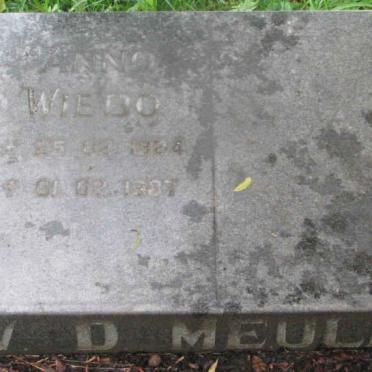 ANNO
WIEBO
01.02.1987
V D MEUL